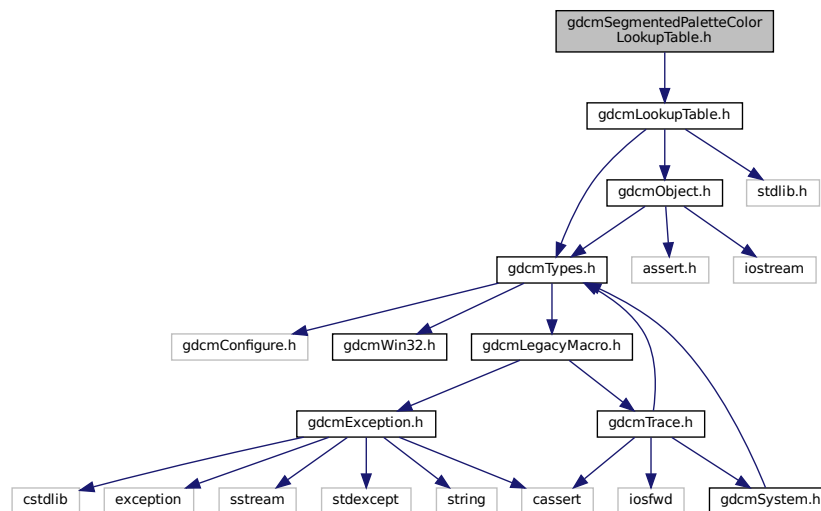 gdcmSegmentedPaletteColor
LookupTable.h
gdcmLookupTable.h
gdcmObject.h
stdlib.h
gdcmTypes.h
assert.h
iostream
gdcmConfigure.h
gdcmWin32.h
gdcmLegacyMacro.h
gdcmException.h
gdcmTrace.h
cstdlib
exception
sstream
stdexcept
string
cassert
iosfwd
gdcmSystem.h